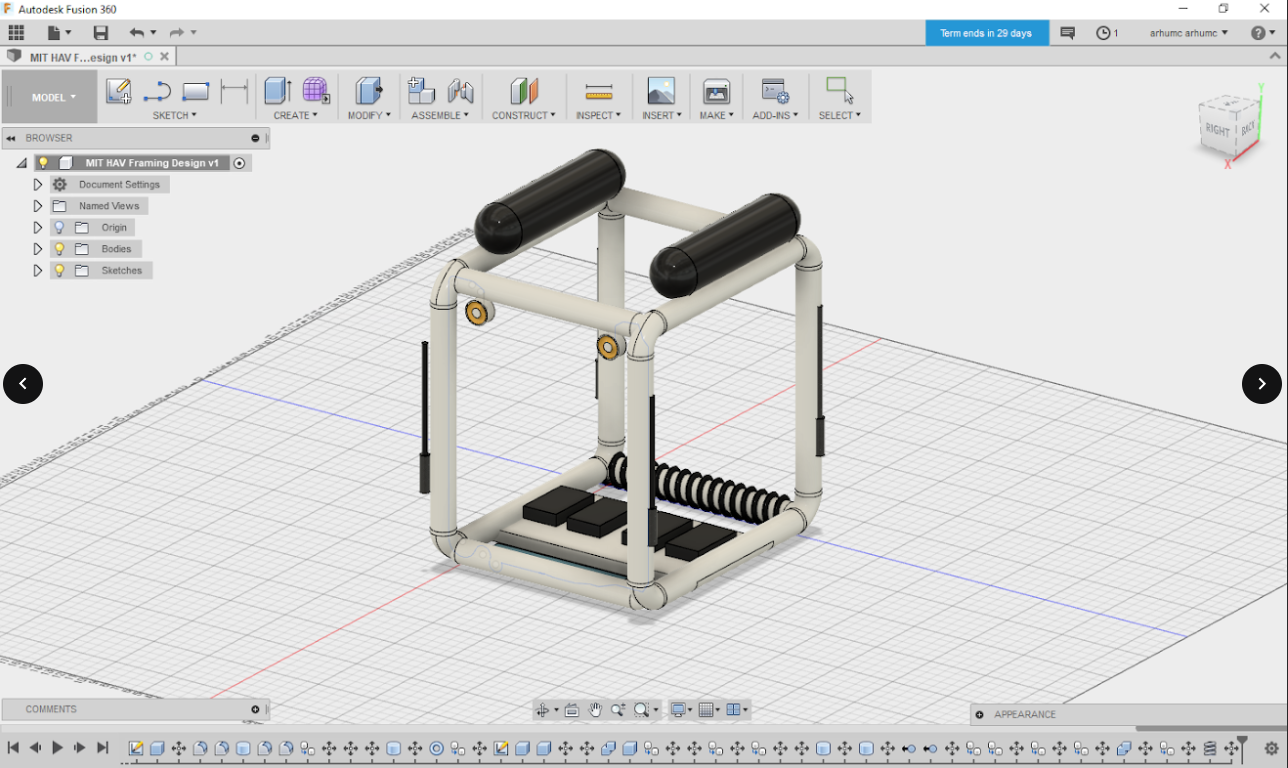 Autodesk Fusion 360
Term ends in 29 days
1
arhumc arhumc
MIT HAV F...esign v1*
MODEL
SKETCH
CREATE
MODIFY
ASSEMBLE
CONSTRUCT
INSPECT
INSERT
MAKE
ADD-INS
SELECT
BROWSER
MIT HAV Framing Design v1
Document Settings
Named Views
Origin
Bodies
Sketches
Y
RIGHT
BACK
X
COMMENTS
APPEARANCE